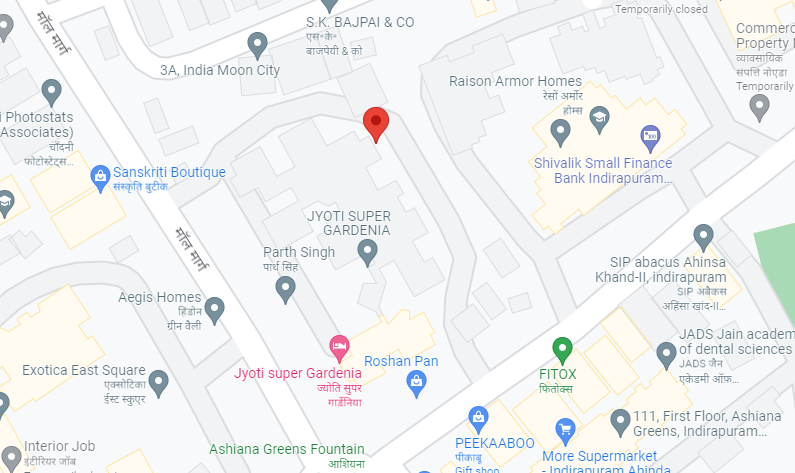 Temporarily closed
S.K. BAJPAI & CO
एस॰के॰
बाजपेयी & को
मॉल मार्ग
3A, India Moon City
Commerc
Property M
व्यावसायिक
संपत्ति नोएडा
Temporarily
Raison Armor Homes
रेसों अर्मोर
होम्स
i Photostats
Associates)
चाँदनी
फोटोस्टेट्स...
Shivalik Small Finance
Bank Indirapuram...
Sanskriti Boutique
संस्कृति बुटीक
JYOTI SUPER
GARDENIA
मॉल मार्ग
Parth Singh
पार्थ सिंह
SIP abacus Ahinsa
Khand-II, indirapuram
SIP अबैकस
अहिंसा खांद-II...
Aegis Homes
हिंडोन
ग्रीन वैली
JADS Jain academ
of dental sciences
JADS जैन
एकेडमी ऑफ़...
Roshan Pan
Jyoti super Gardenia
ज्योति सुपर
गार्डेनिया
FITOX
फितोक्स
Exotica East Square
एक्सोटिका
ईस्ट स्कुएर
111, First Floor, Ashiana
Greens, Indirapuram...
PEEKAABOO
पीकाबू
Gift shop
Interior Job
इंटीरियर जॉब
Ashiana Greens Fountain
आशियना
More Supermarket
- Indirapuram Ahinda